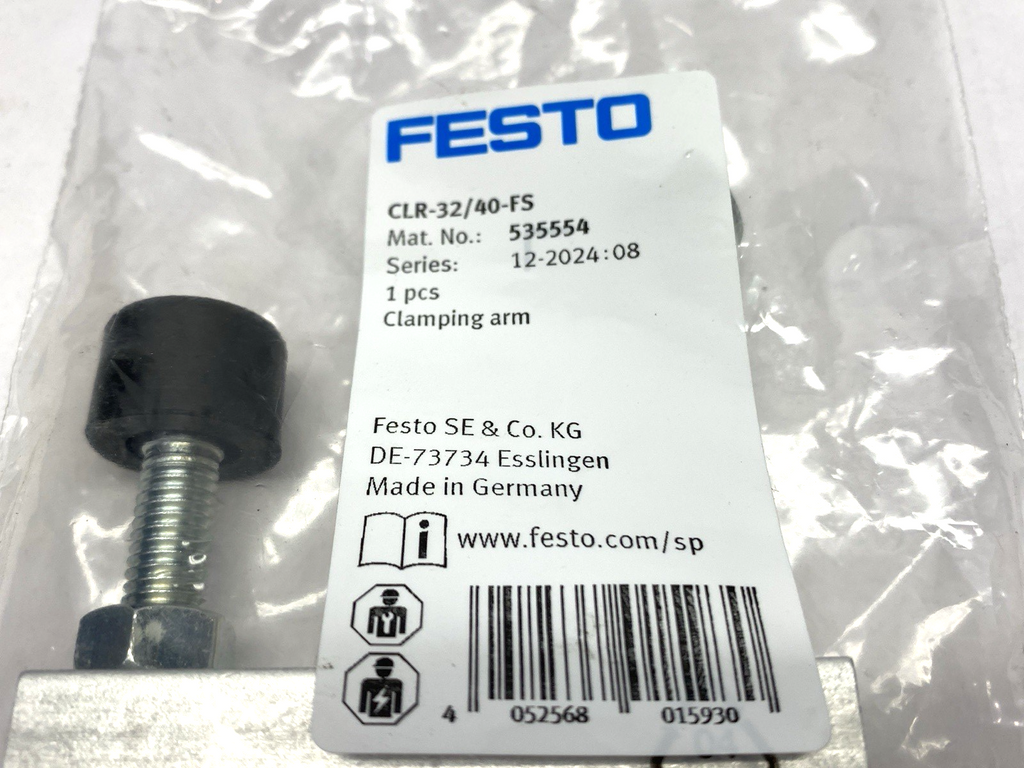 FESTO
CLR-32/40-FS
Mat. No.: 535554
Series: 12-2024:08
1 pcs
Clamping arm
Festo SE & Co. KG
DE-73734 Esslingen
Made in Germany
i www.festo.com/sp
4 052568 015930